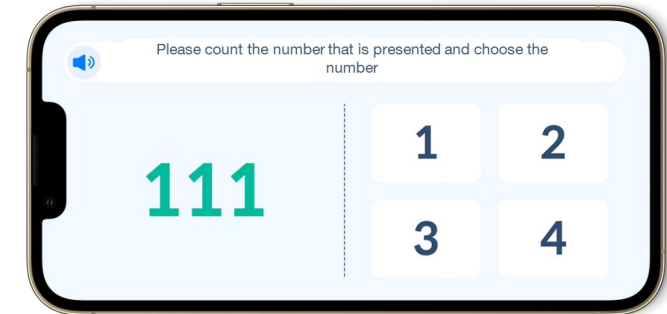 Please count the number that is presented and choose the
number
111
1 2
3 4